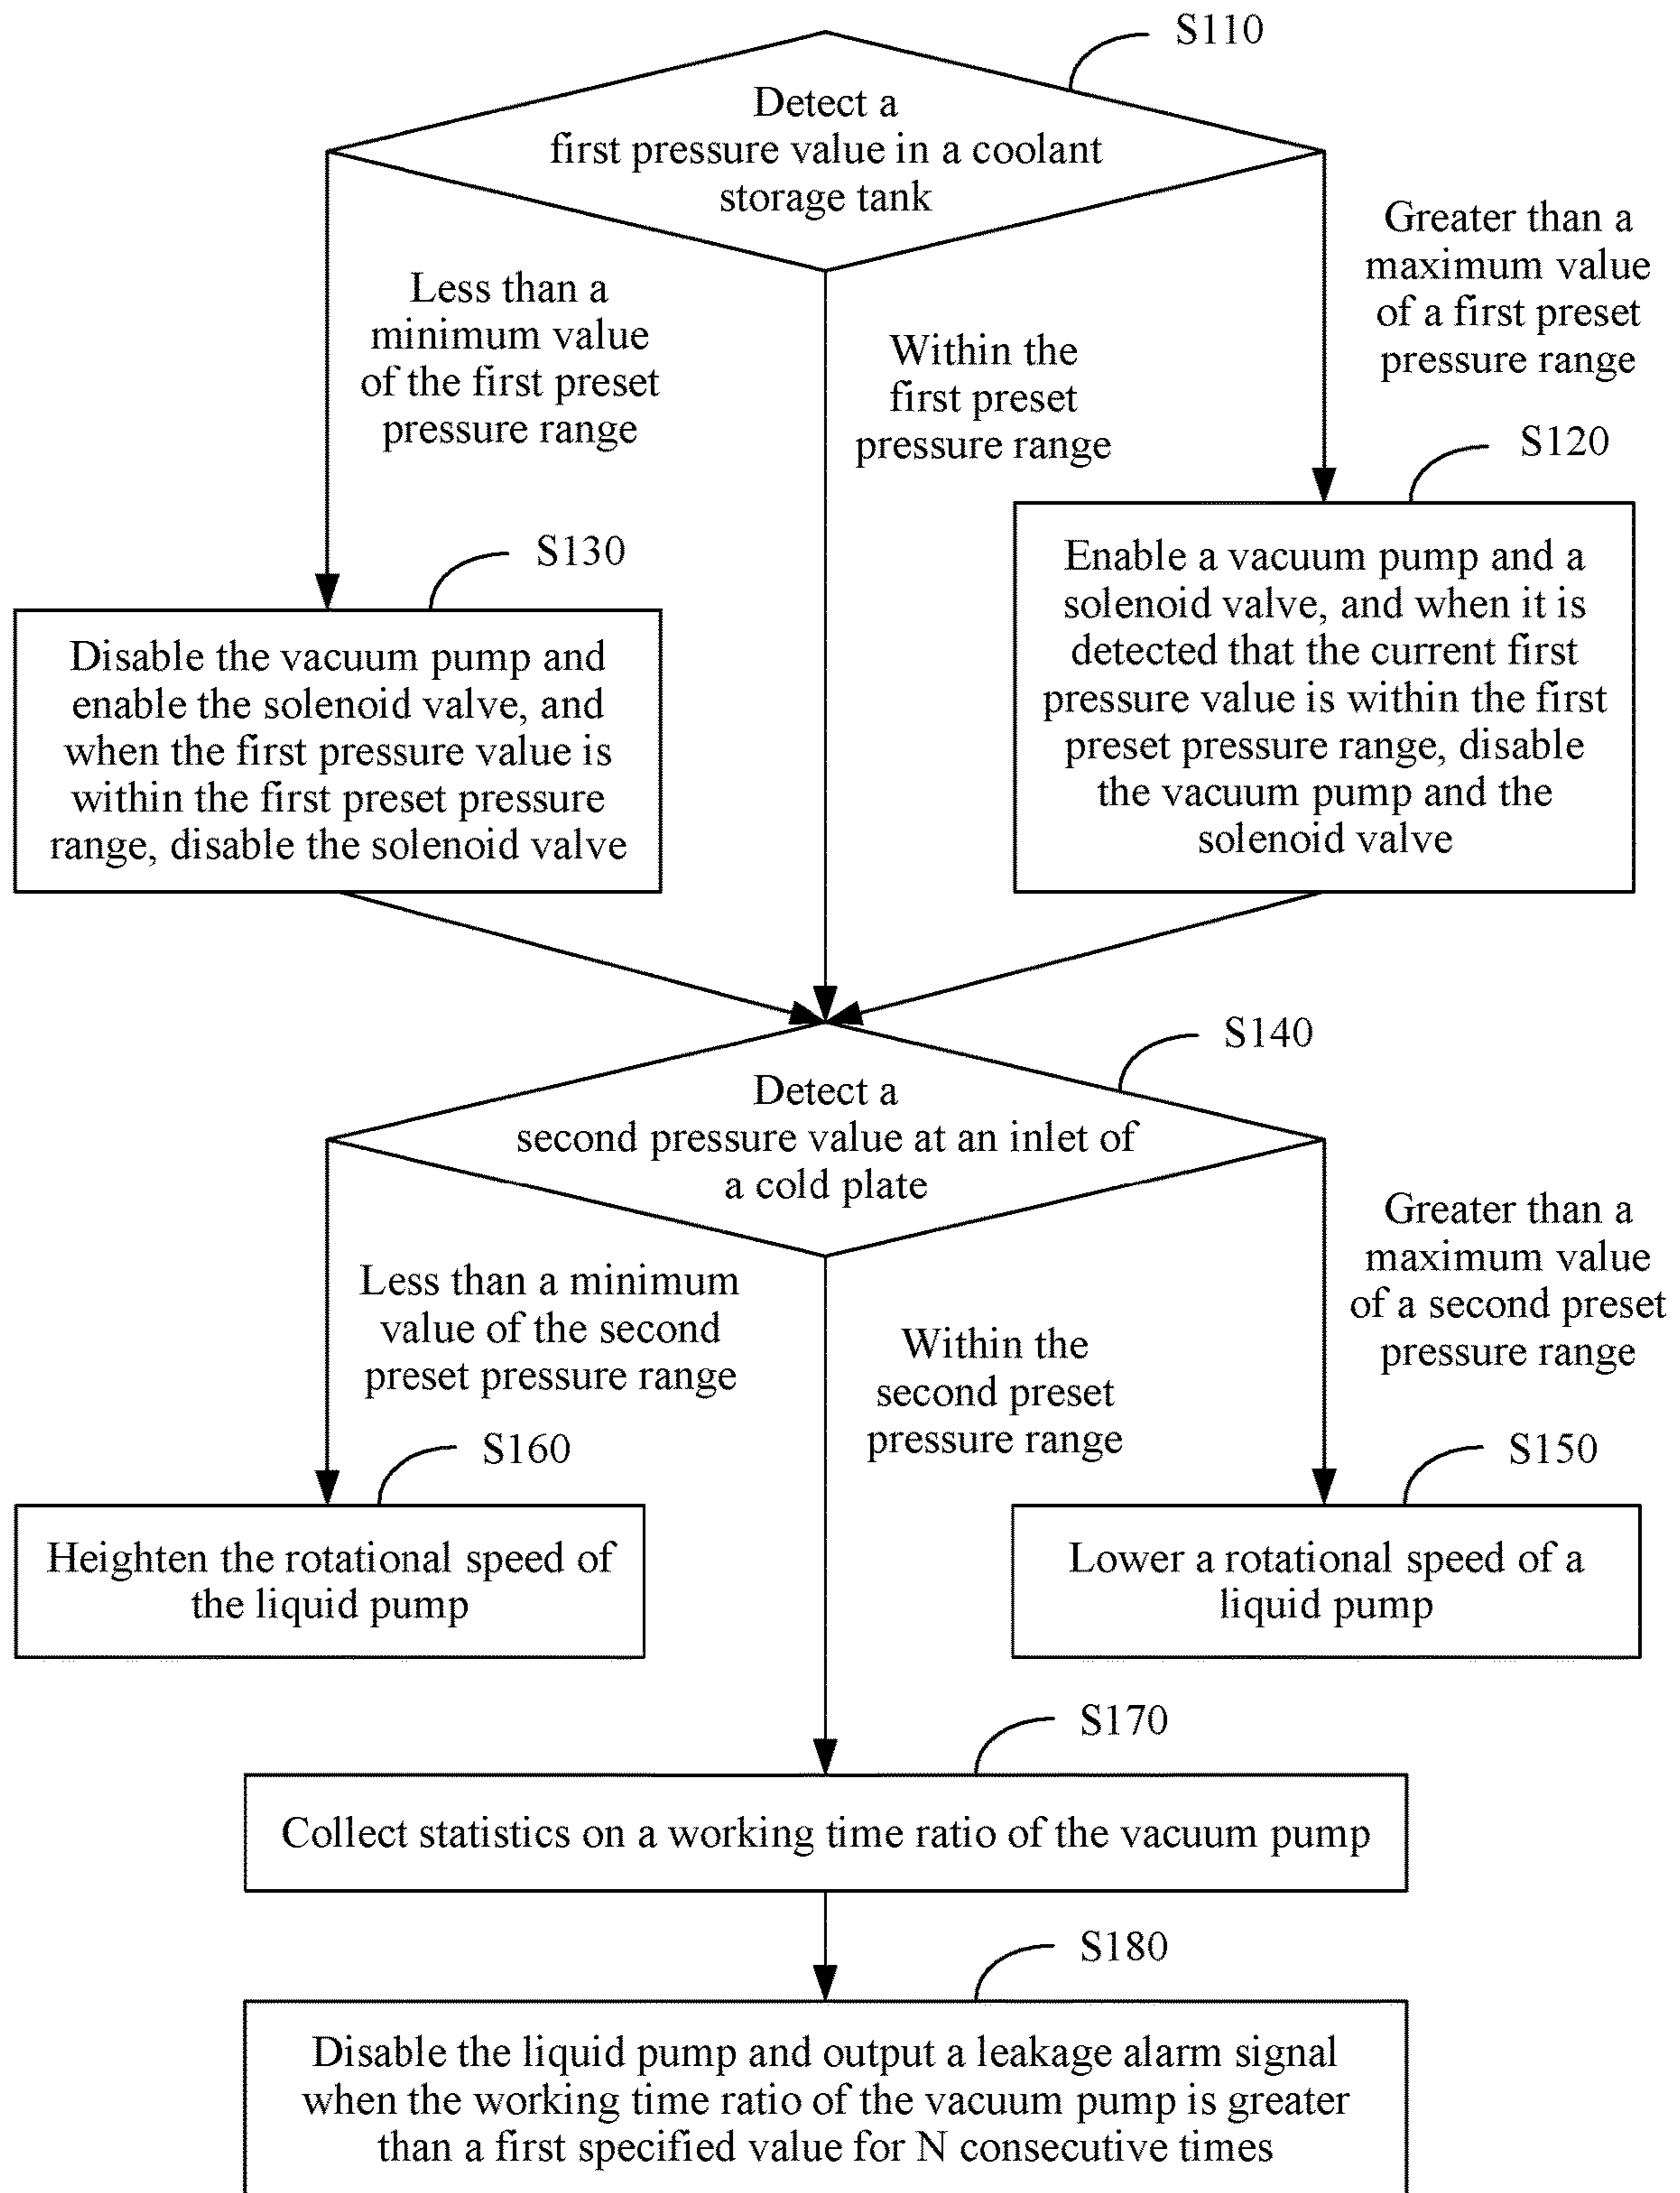 S110
Detect a
first pressure value in a coolant
storage tank
Less than a
minimum value
of the first preset
pressure range
Within the
first preset
pressure range
Greater than a
maximum value
of a first preset
pressure range
S130
Disable the vacuum pump and
enable the solenoid valve, and
when the first pressure value is
within the first preset pressure
range, disable the solenoid valve
S120
Enable a vacuum pump and a
solenoid valve, and when it is
detected that the current first
pressure value is within the first
preset pressure range, disable
the vacuum pump and the
solenoid valve
S140
Detect a
second pressure value at an inlet of
a cold plate
Less than a minimum
value of the second
preset pressure range
Within the
second preset
pressure range
Greater than a
maximum value
of a second preset
pressure range
S160
Heighten the rotational speed of
the liquid pump
S150
Lower a rotational speed of a
liquid pump
S170
Collect statistics on a working time ratio of the vacuum pump
S180
Disable the liquid pump and output a leakage alarm signal
when the working time ratio of the vacuum pump is greater
than a first specified value for N consecutive times